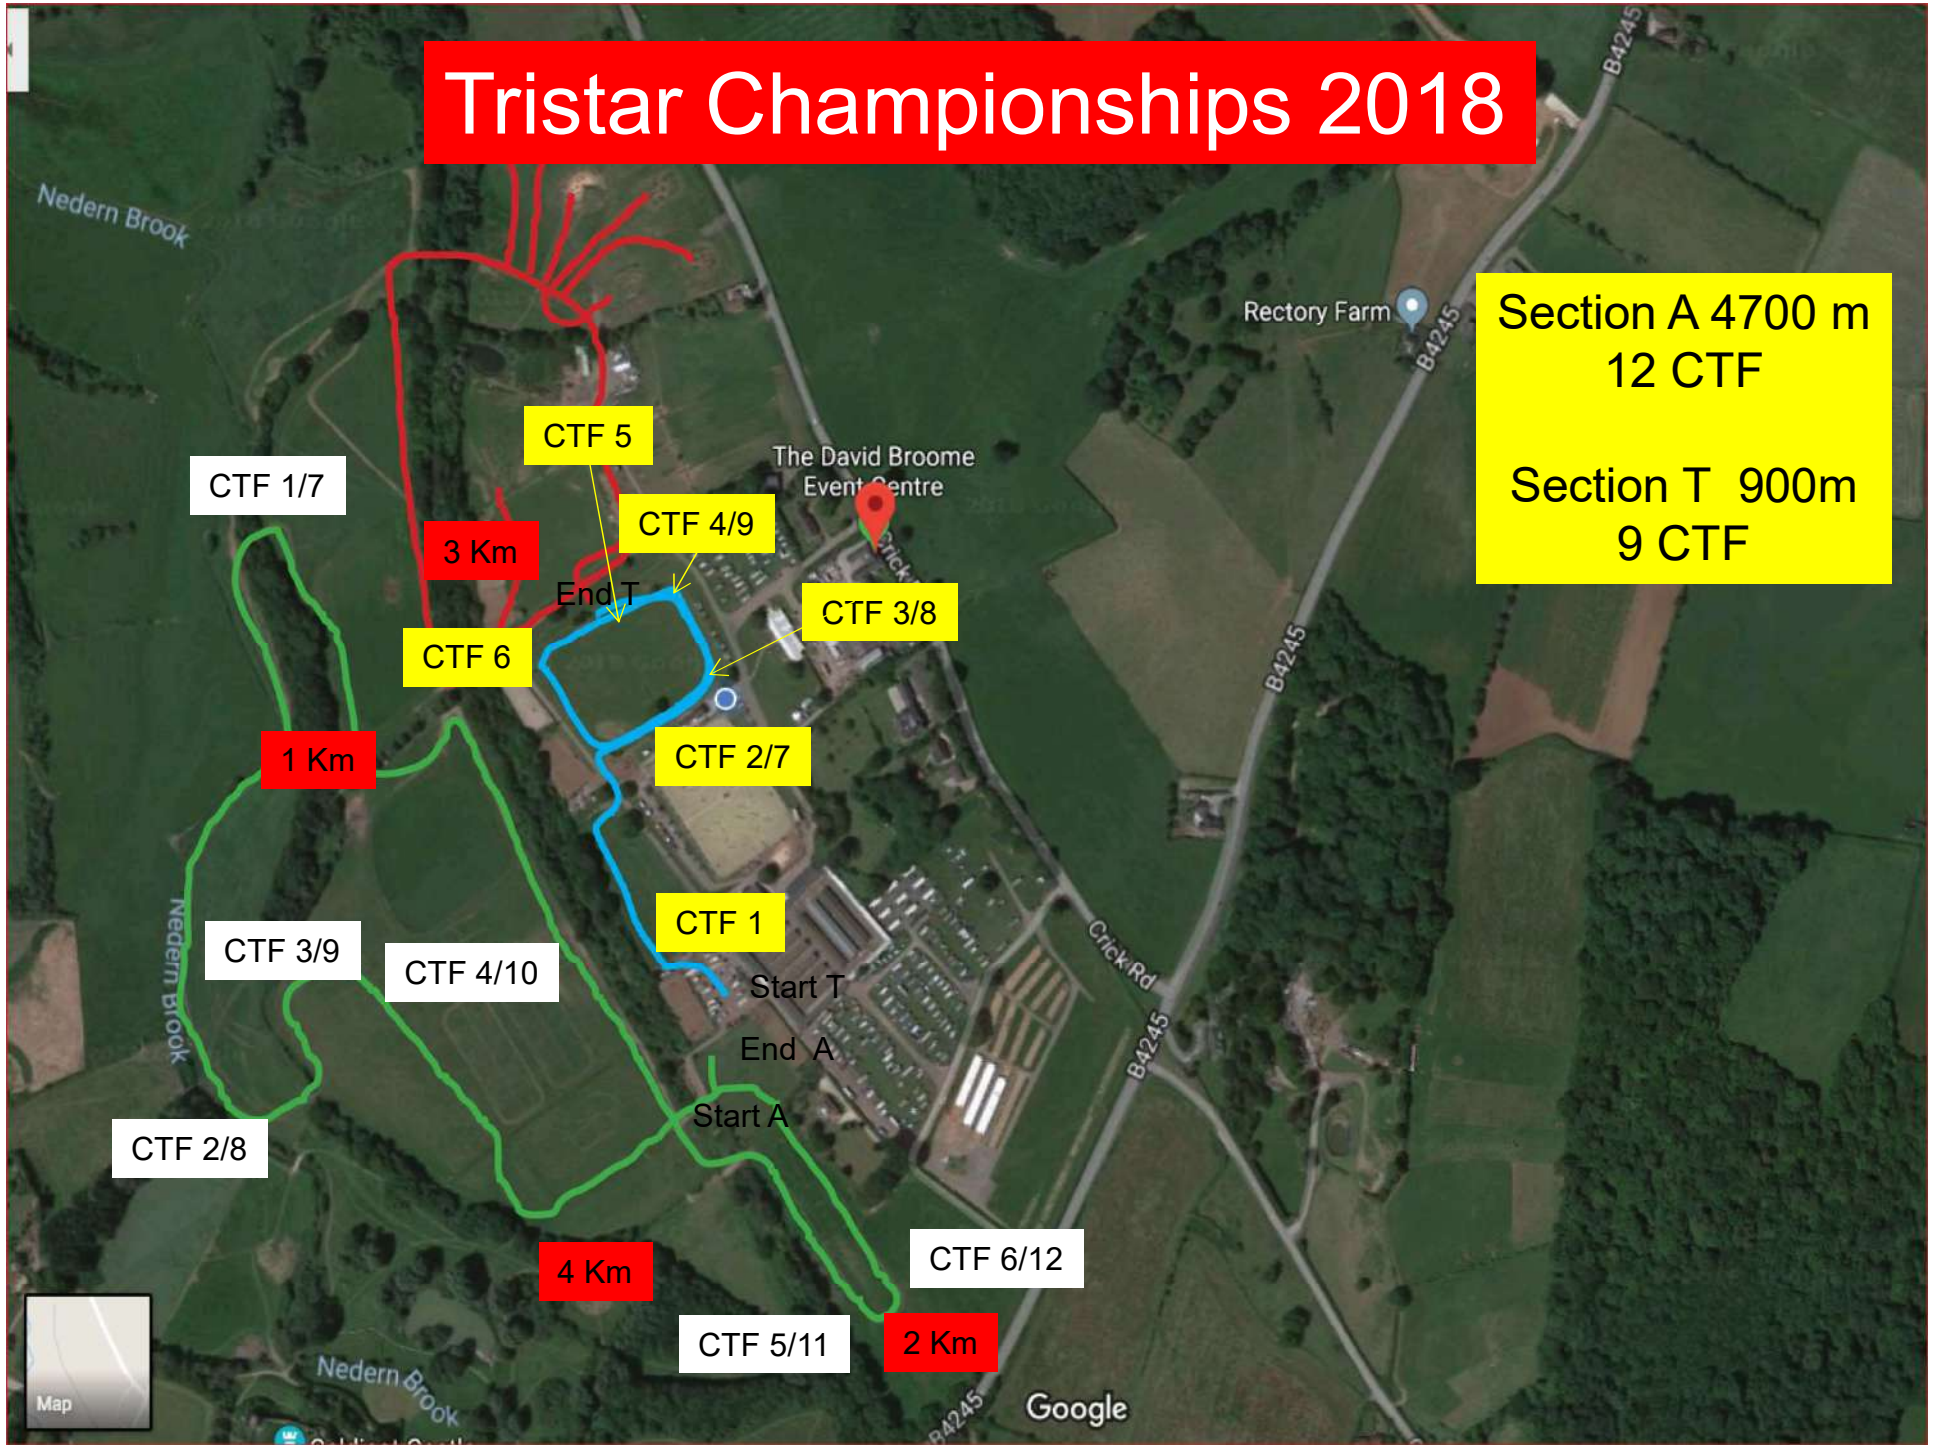 Tristar Championships 2018
B4245
Nedern Brook
Rectory Farm
B4245
Section A 4700 m
12 CTF
Section T 900m
9 CTF
CTF 5
The David Broome
Event Centre
CTF 1/7
CTF 4/9
3 Km
Crick
End T
CTF 3/8
CTF 6
B4245
1 Km
CTF 2/7
CTF 1
Nedern Brook
CTF 3/9
CTF 4/10
Crick Rd
Start T
End A
B4245
Start A
CTF 2/8
CTF 6/12
4 Km
CTF 5/11
2 Km
Nedern Brook
Map
Google
B4245